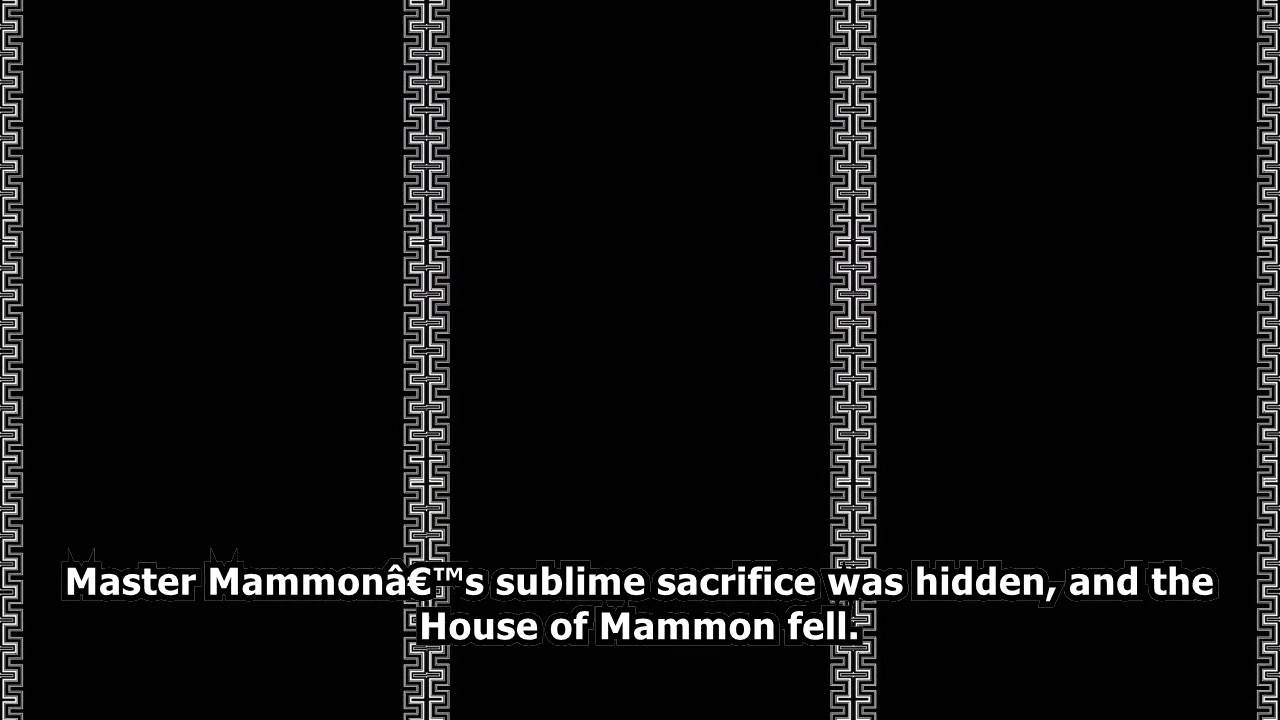 Master Mammonâ€™s sublime sacrifice was hidden, and the
House of Mammon fell.